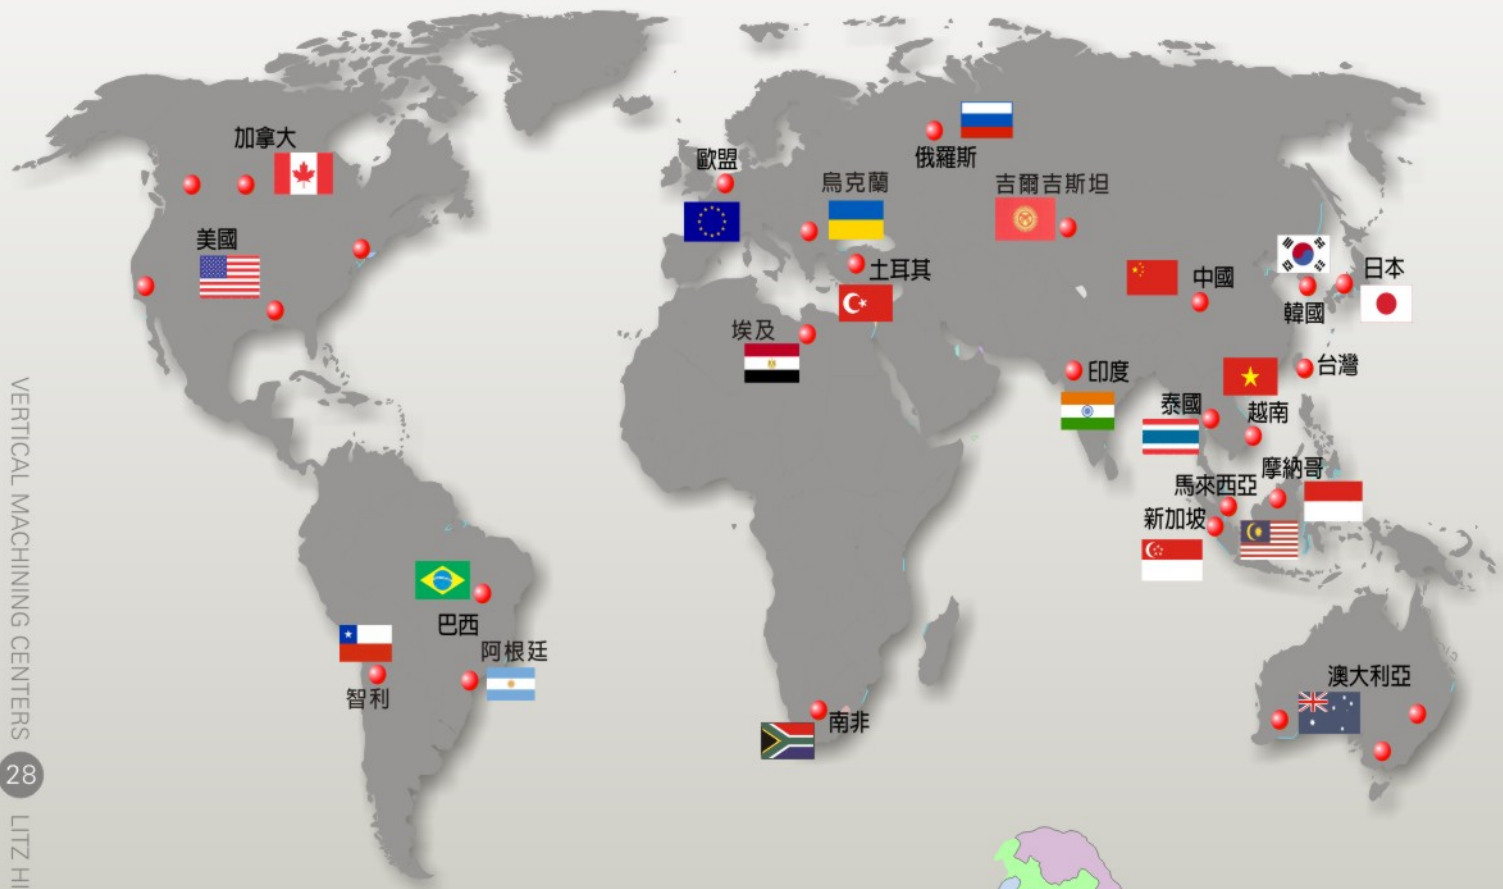 加拿大
美國
歐盟
俄羅斯
烏克蘭
吉爾吉斯坦
土耳其
埃及
中國
韓國
日本
台灣
印度
泰國
越南
摩納哥
馬來西亞
新加坡
巴西
阿根廷
智利
南非
澳大利亞
VERTICAL MACHINING CENTERS
28
LITZ HI